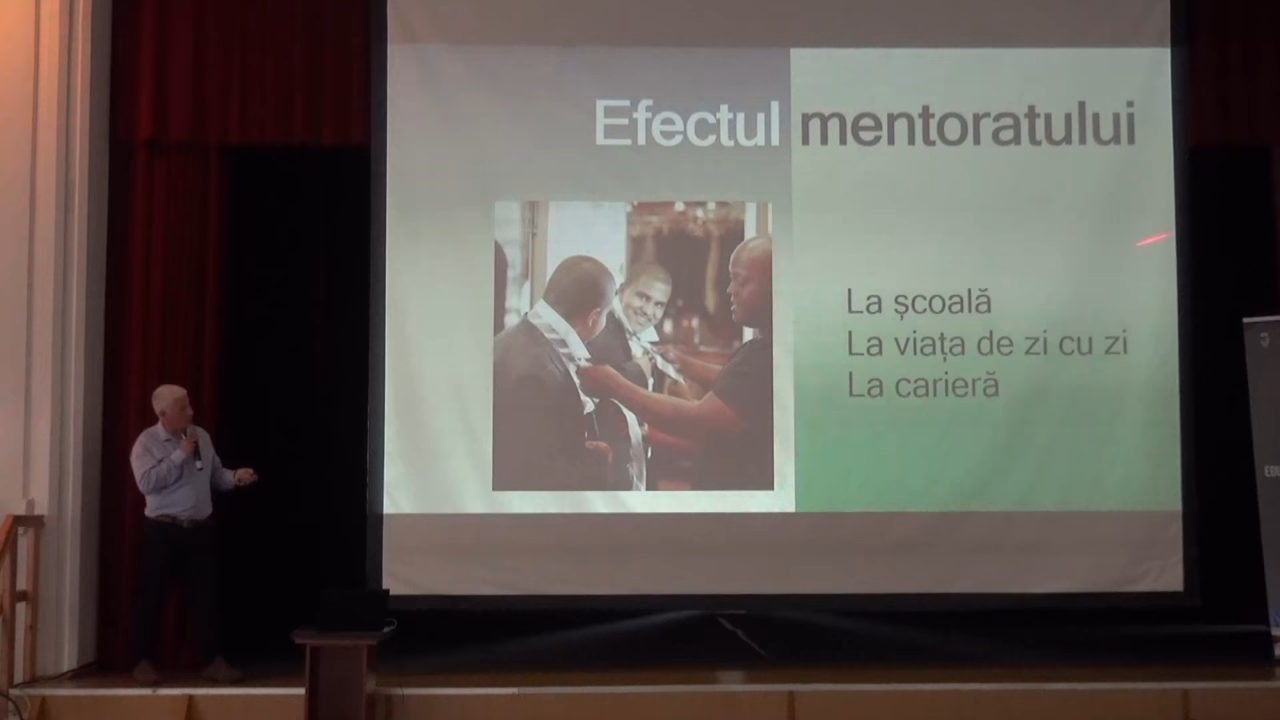 Efectul mentoratului
La școală
La viața de zi cu zi
La carieră